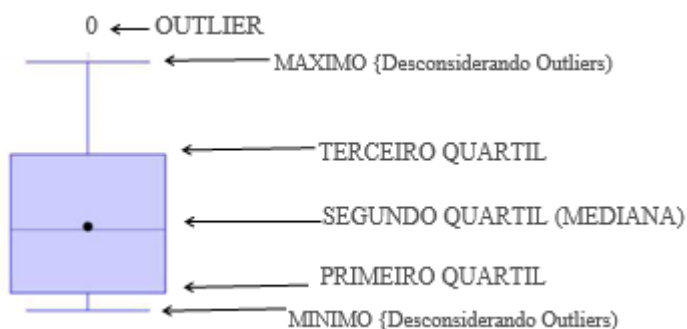 0 OUTLIER
MAXIMO {Desconsiderando Outliers)
TERCEIRO QUARTIL
SEGUNDO QUARTIL (MEDIANA)
PRIMEIRO QUARTIL
MINIMO {Desconsiderando Outliers)